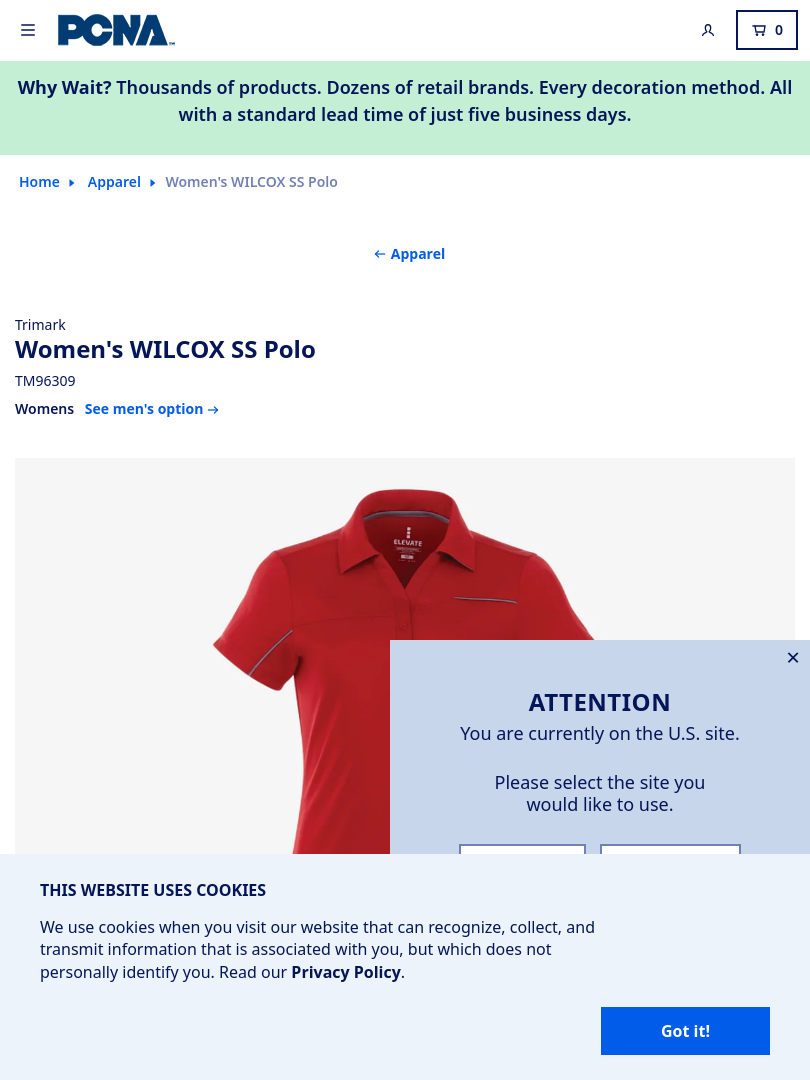 PCNA
0
Why Wait? Thousands of products. Dozens of retail brands. Every decoration method. All
with a standard lead time of just five business days.
Home Apparel Women's WILCOX SS Polo
Apparel
Trimark
Women's WILCOX SS Polo
TM96309
Womens See men's option
ELEVATE
ATTENTION
You are currently on the U.S. site.
Please select the site you
would like to use.
THIS WEBSITE USES COOKIES
We use cookies when you visit our website that can recognize, collect, and
transmit information that is associated with you, but which does not
personally identify you. Read our Privacy Policy.
Got it!